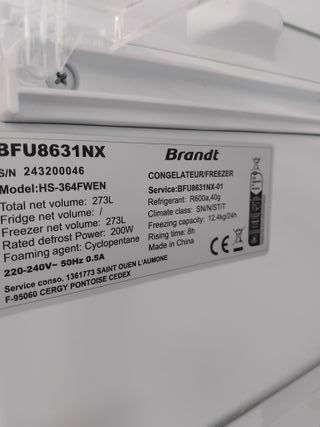 BFU8631NX
Brandt
S/N 243200046
CONGELATEUR/FREEZER
Model:HS-364FWEN
Service:BFU8631NX-01
Total net volume: 273L
Refrigerant: R600a,40g
Fridge net volume: /
Climate class: SN/N/ST/T
Freezer net volume: 273L
Freezing capacity: 12.4kg/24h
Rated defrost Power: 200W
Rising time: 8h
Foaming agent: Cyclopentane
Made in China
CE
220-240V~ 50Hz 0.5A
Service conso. 1361773 SAINT OUEN L'AUMONE
F-95060 CERGY PONTOISE CEDEX